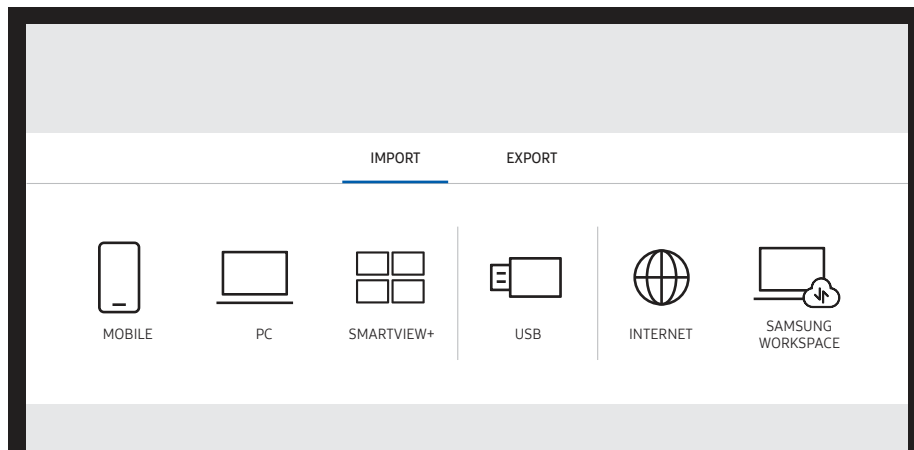 IMPORT EXPORT
MOBILE PC SMARTVIEW+ USB INTERNET SAMSUNG WORKSPACE